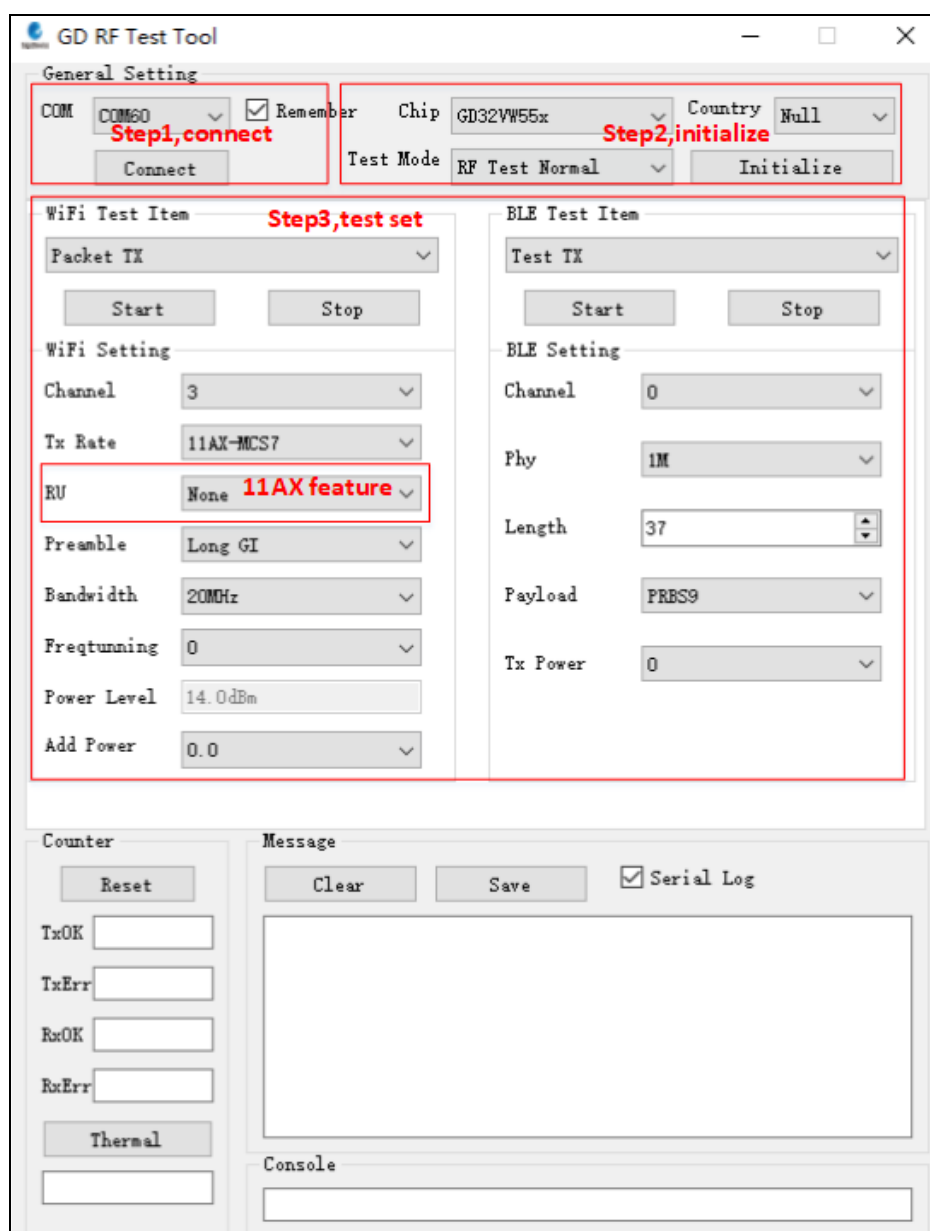 GD RF Test Tool
General Setting
COM COM60 Remember Chip GD32VW55x Country Null
Step1,connect Step2,initialize
Connect Test Mode RF Test Normal Initialize
WiFi Test Item Step3,test set BLE Test Item
Packet TX Test TX
Start Stop Start Stop
WiFi Setting BLE Setting
Channel 3 Channel 0
Tx Rate 11AX-MCS7
Phy 1M
RU None 11AX feature
Length 37
Preamble Long GI
Bandwidth 20MHz Payload PRBS9
Freqtunning 0
Tx Power 0
Power Level 14.0dBm
Add Power 0.0
Counter Message
Reset Clear Save Serial Log
TxOK
TxErr
RxOK
RxErr
Thermal
Console